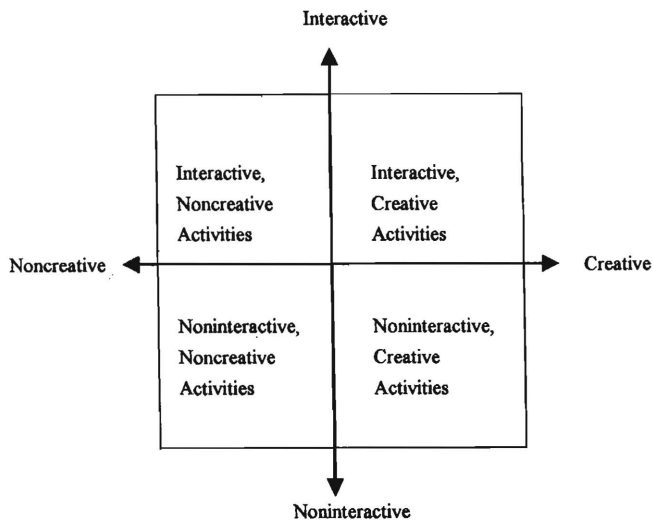 Interactive
Interactive,
Noncreative
Activities
Interactive,
Creative
Activities
Noncreative
Creative
Noninteractive,
Noncreative
Activities
Noninteractive,
Creative
Activities
Noninteractive